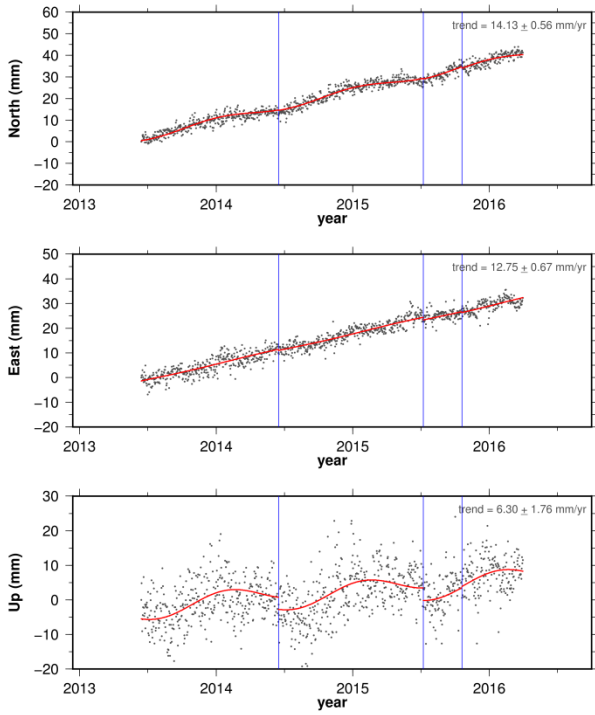 60
50
40
30
20
10
0
−10
−20
North (mm)
trend = 14.13 ± 0.56 mm/yr
2013 2014 2015 2016
year
50
40
30
20
10
0
−10
−20
East (mm)
trend = 12.75 ± 0.67 mm/yr
2013 2014 2015 2016
year
30
20
10
0
−10
−20
Up (mm)
trend = 6.30 ± 1.76 mm/yr
2013 2014 2015 2016
year